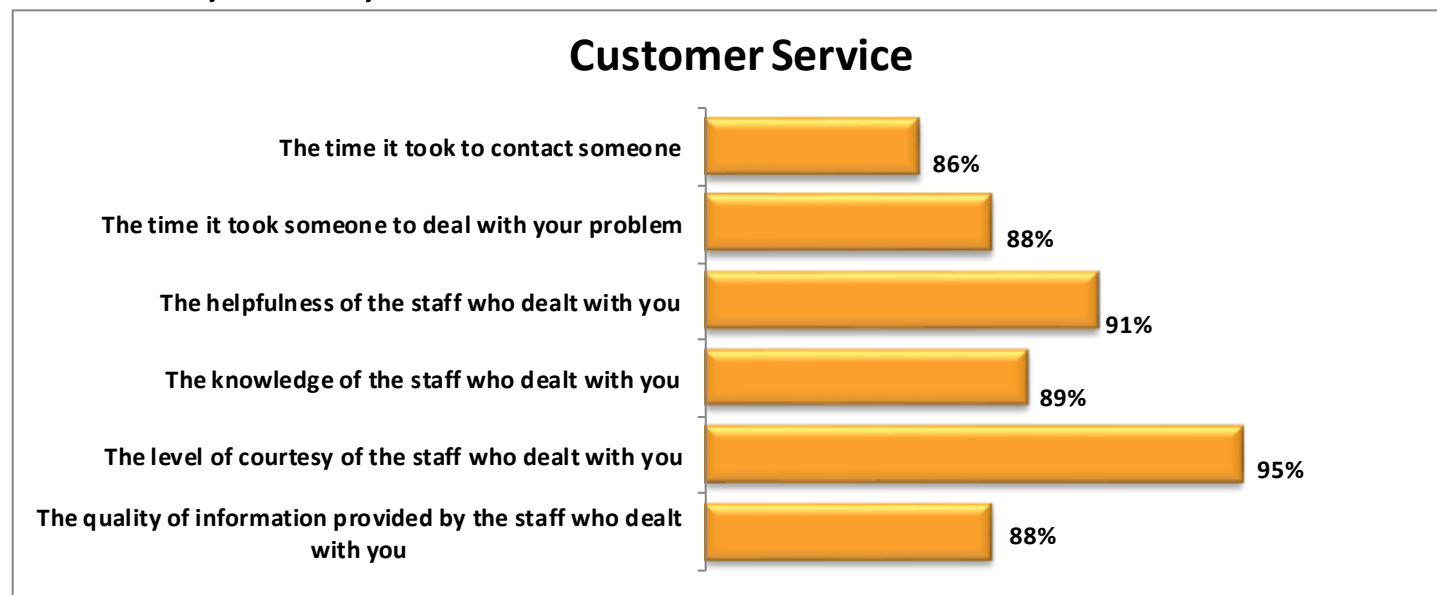 Customer Service
The time it took to contact someone
86%
The time it took someone to deal with your problem
88%
The helpfulness of the staff who dealt with you
91%
The knowledge of the staff who dealt with you
89%
The level of courtesy of the staff who dealt with you
95%
The quality of information provided by the staff who dealt
with you
88%